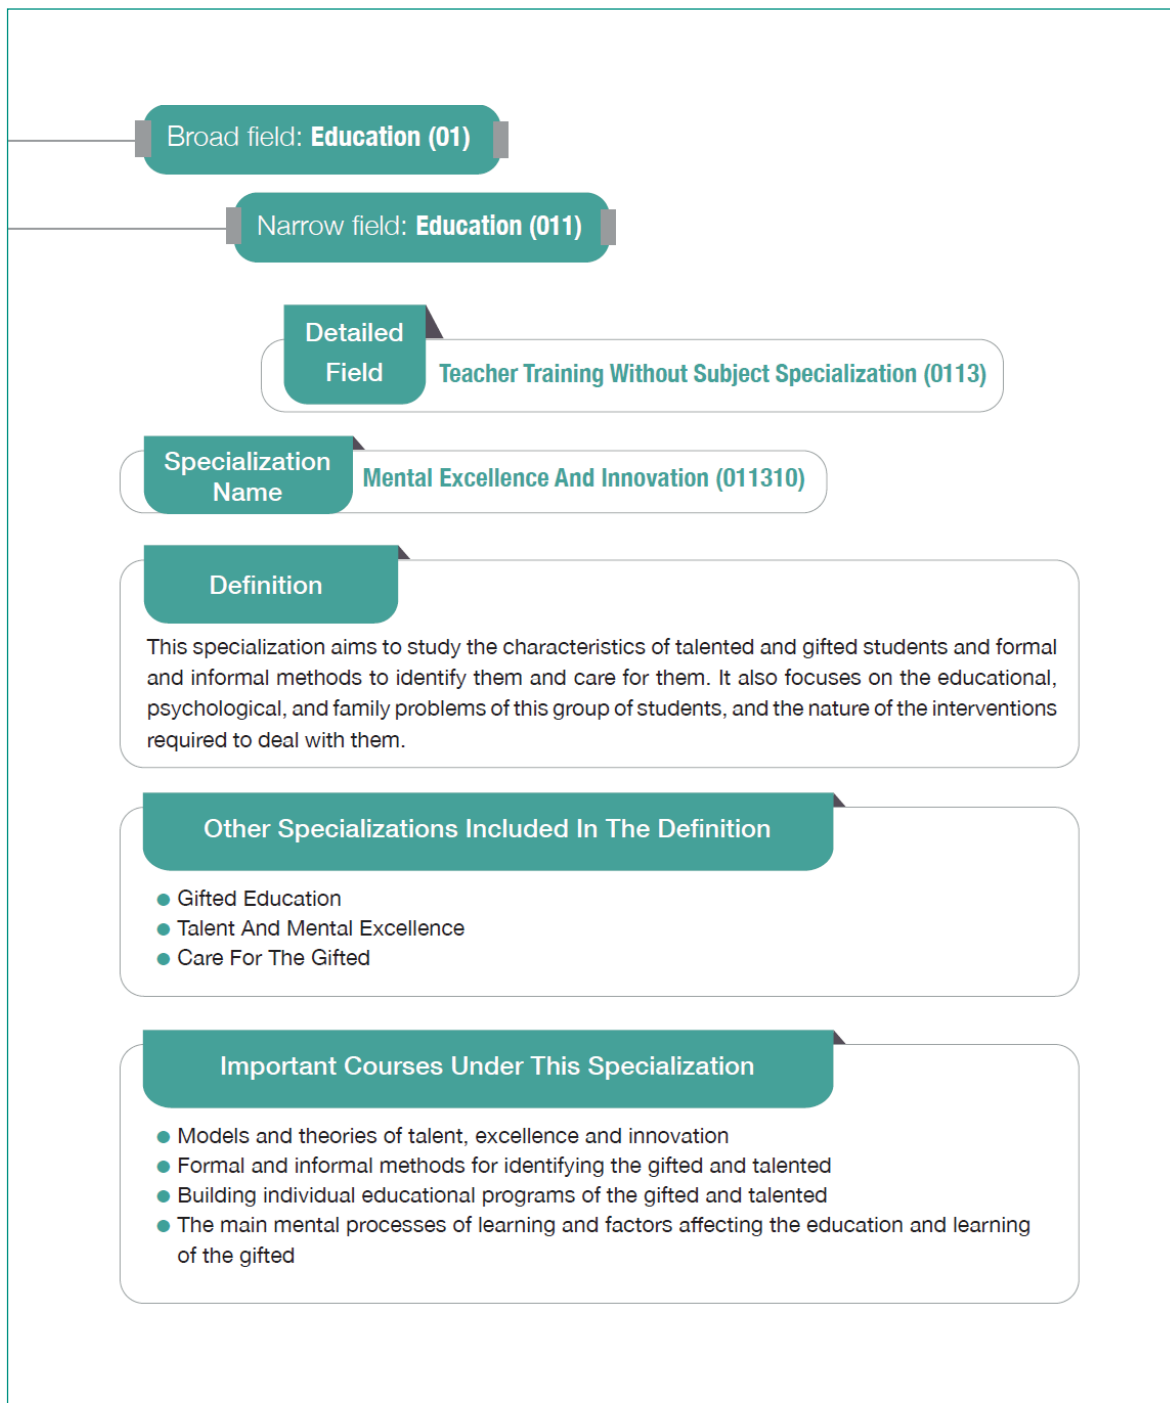 Broad field: Education (01)
Narrow field: Education (011)
Detailed
Field
Teacher Training Without Subject Specialization (0113)
Specialization
Name
Mental Excellence And Innovation (011310)
Definition
This specialization aims to study the characteristics of talented and gifted students and formal
and informal methods to identify them and care for them. It also focuses on the educational,
psychological, and family problems of this group of students, and the nature of the interventions
required to deal with them.
Other Specializations Included In The Definition
● Gifted Education
● Talent And Mental Excellence
● Care For The Gifted
Important Courses Under This Specialization
● Models and theories of talent, excellence and innovation
● Formal and informal methods for identifying the gifted and talented
● Building individual educational programs of the gifted and talented
● The main mental processes of learning and factors affecting the education and learning
of the gifted